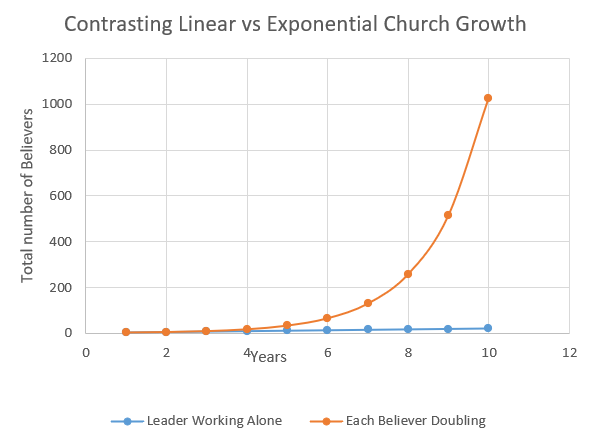 Contrasting Linear vs Exponential Church Growth
1200
1000
800
600
400
200
0
Total number of Believers
0 2 4 6 8 10 12
Years
Leader Working Alone Each Believer Doubling